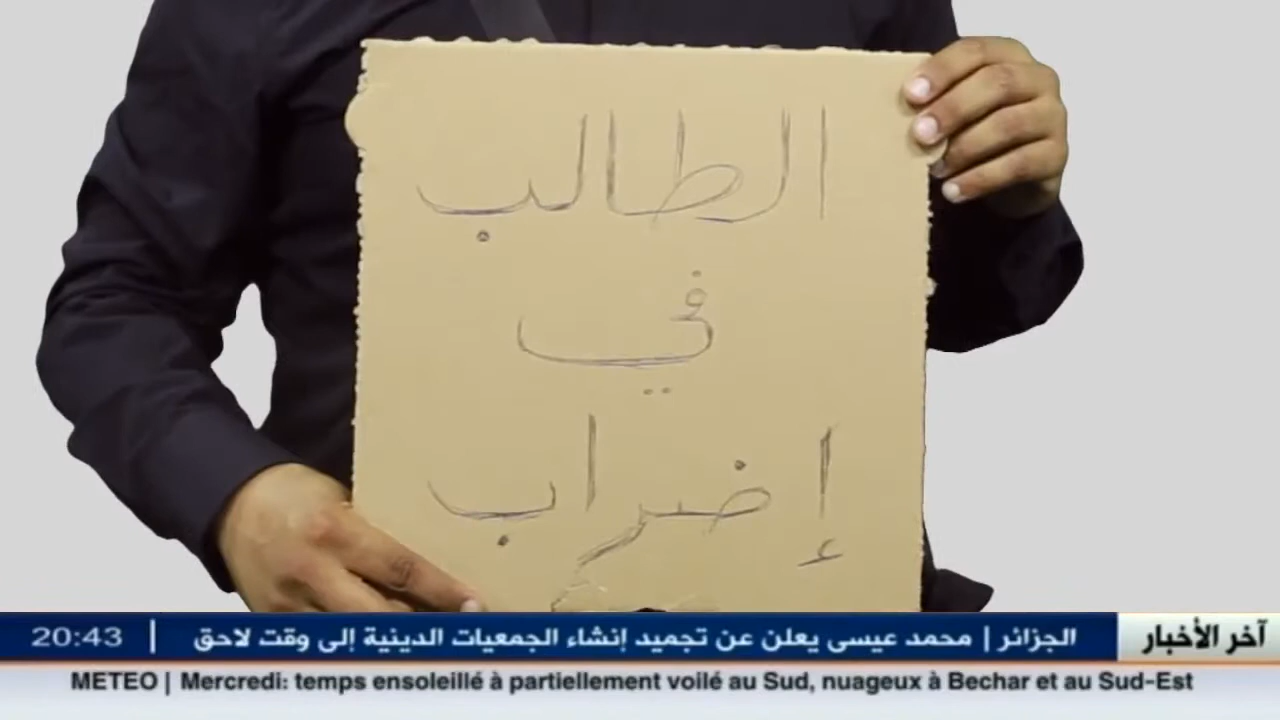 الطالب
في
إضراب
آخر الأخبار
الجزائر | محمد عيسى يعلن عن تجميد إنشاء الجمعيات الدينية إلى وقت لاحق | 20:43
METEO | Mercredi: temps ensoleillé à partiellement voilé au Sud, nuageux à Bechar et au Sud-Est